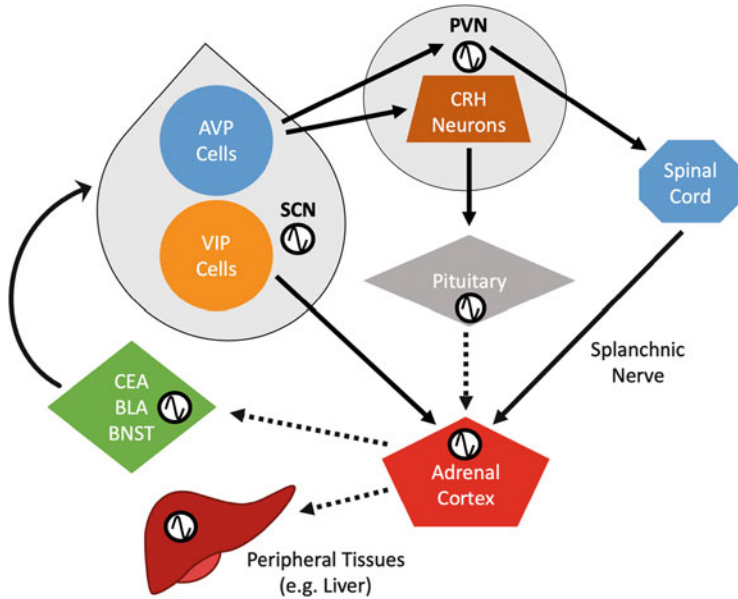 PVN
CRH
Neurons
AVP
Cells
SCN
VIP
Cells
Spinal
Cord
Pituitary
Splanchnic
Nerve
CEA
BLA
BNST
Adrenal
Cortex
Peripheral Tissues
(e.g. Liver)